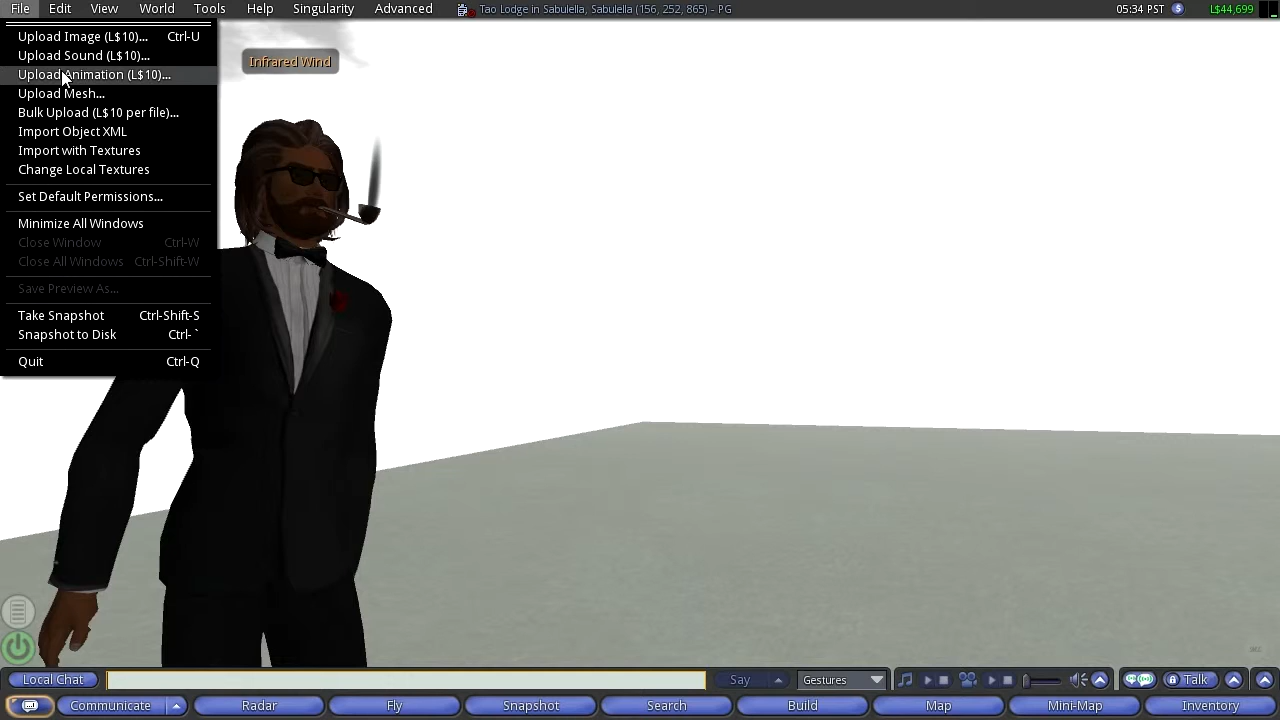 File Edit View World Tools Help Singularity Advanced Tao Lodge in Sabulella, Sabulella (156, 252, 865) - PG 05:34 PST $ L$44,699
Upload Image (L$10)... Ctrl-U
Upload Sound (L$10)...
Upload Animation (L$10)...
Upload Mesh...
Bulk Upload (L$10 per file)...
Import Object XML
Import with Textures
Change Local Textures
Set Default Permissions...
Minimize All Windows
Close Window Ctrl-W
Close All Windows Ctrl-Shift-W
Save Preview As...
Take Snapshot Ctrl-Shift-S
Snapshot to Disk Ctrl-`
Quit Ctrl-Q
Infrared Wind
Local Chat Say Gestures Talk
Communicate Radar Fly Snapshot Search Build Map Mini-Map Inventory